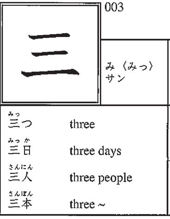 003
三
み〈みっ〉
サン
みっ
三つ three
みっか
三日 three days
さんにん
三人 three people
さんぼん
三本 three ~